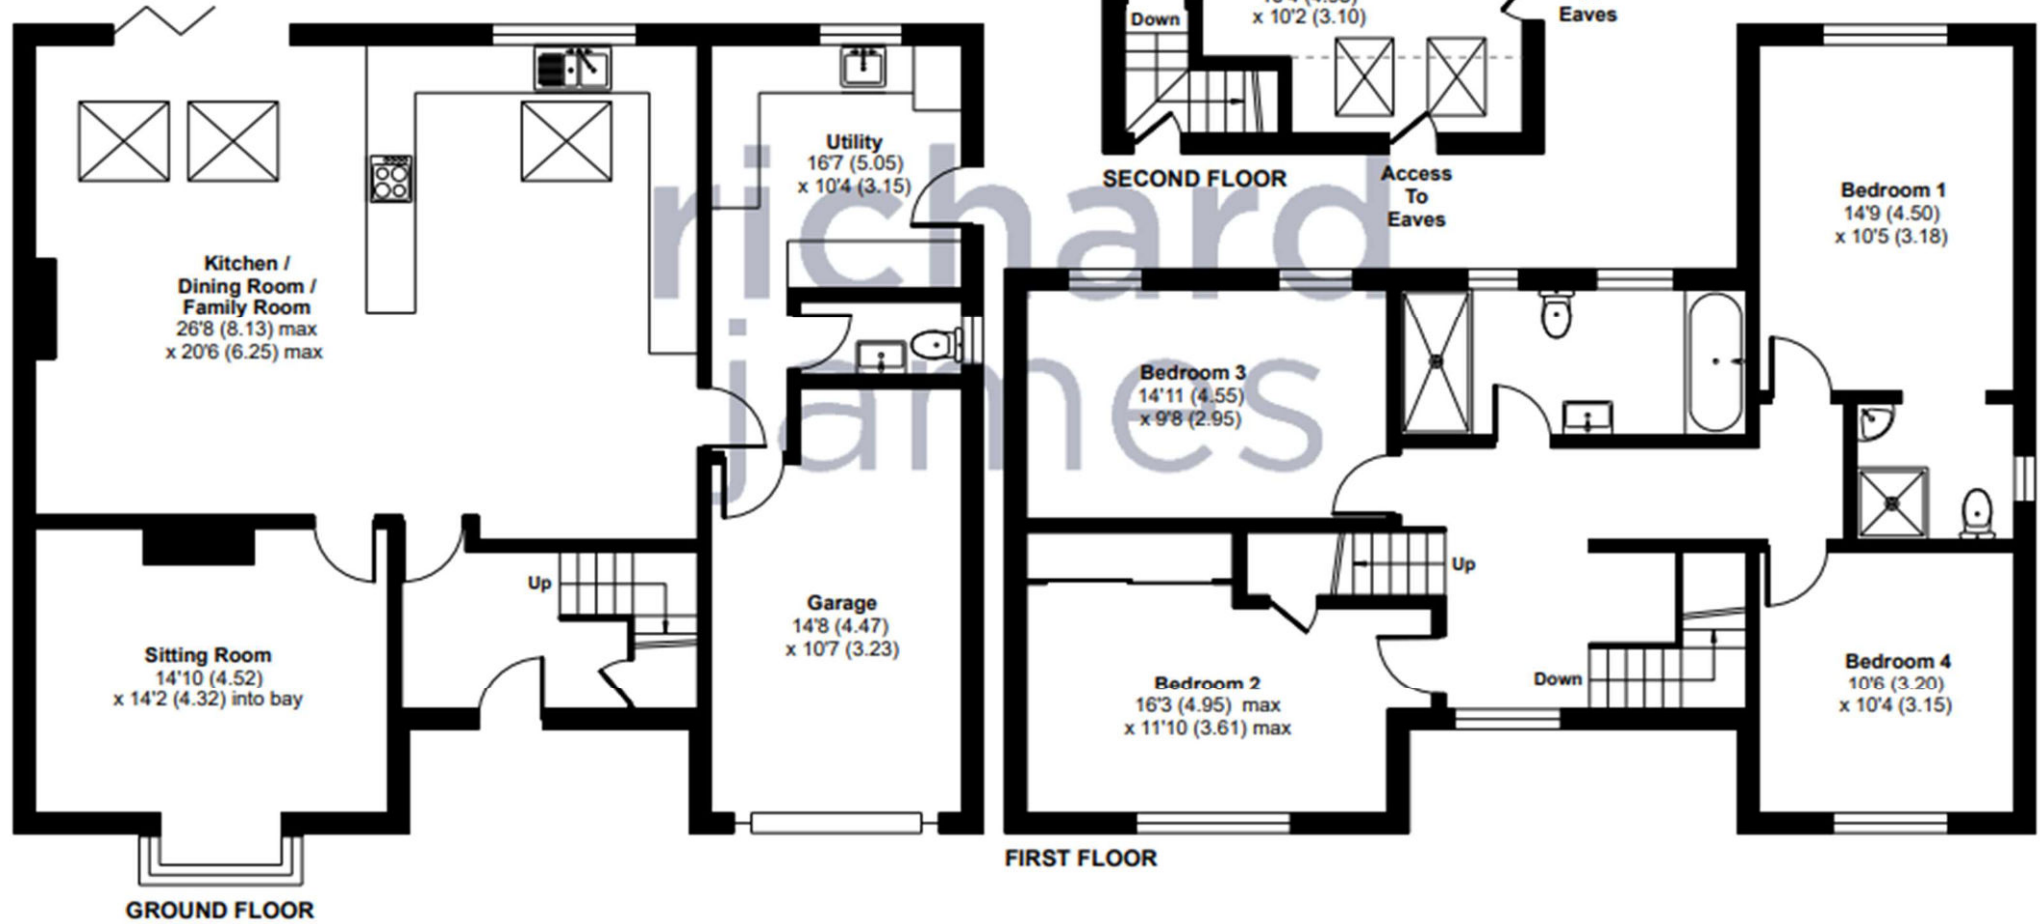 Kitchen /
Dining Room /
Family Room
26'8 (8.13) max
x 20'6 (6.25) max
Utility
16'7 (5.05)
x 10'4 (3.15)
Sitting Room
14'10 (4.52)
x 14'2 (4.32) into bay
Up
Garage
14'8 (4.47)
x 10'7 (3.23)
GROUND FLOOR
Down
x 10'2 (3.10)
Eaves
SECOND FLOOR
Access
To
Eaves
richard
james
Bedroom 1
14'9 (4.50)
x 10'5 (3.18)
Bedroom 3
14'11 (4.55)
x 9'8 (2.95)
Up
Bedroom 2
16'3 (4.95) max
x 11'10 (3.61) max
Down
Bedroom 4
10'6 (3.20)
x 10'4 (3.15)
FIRST FLOOR